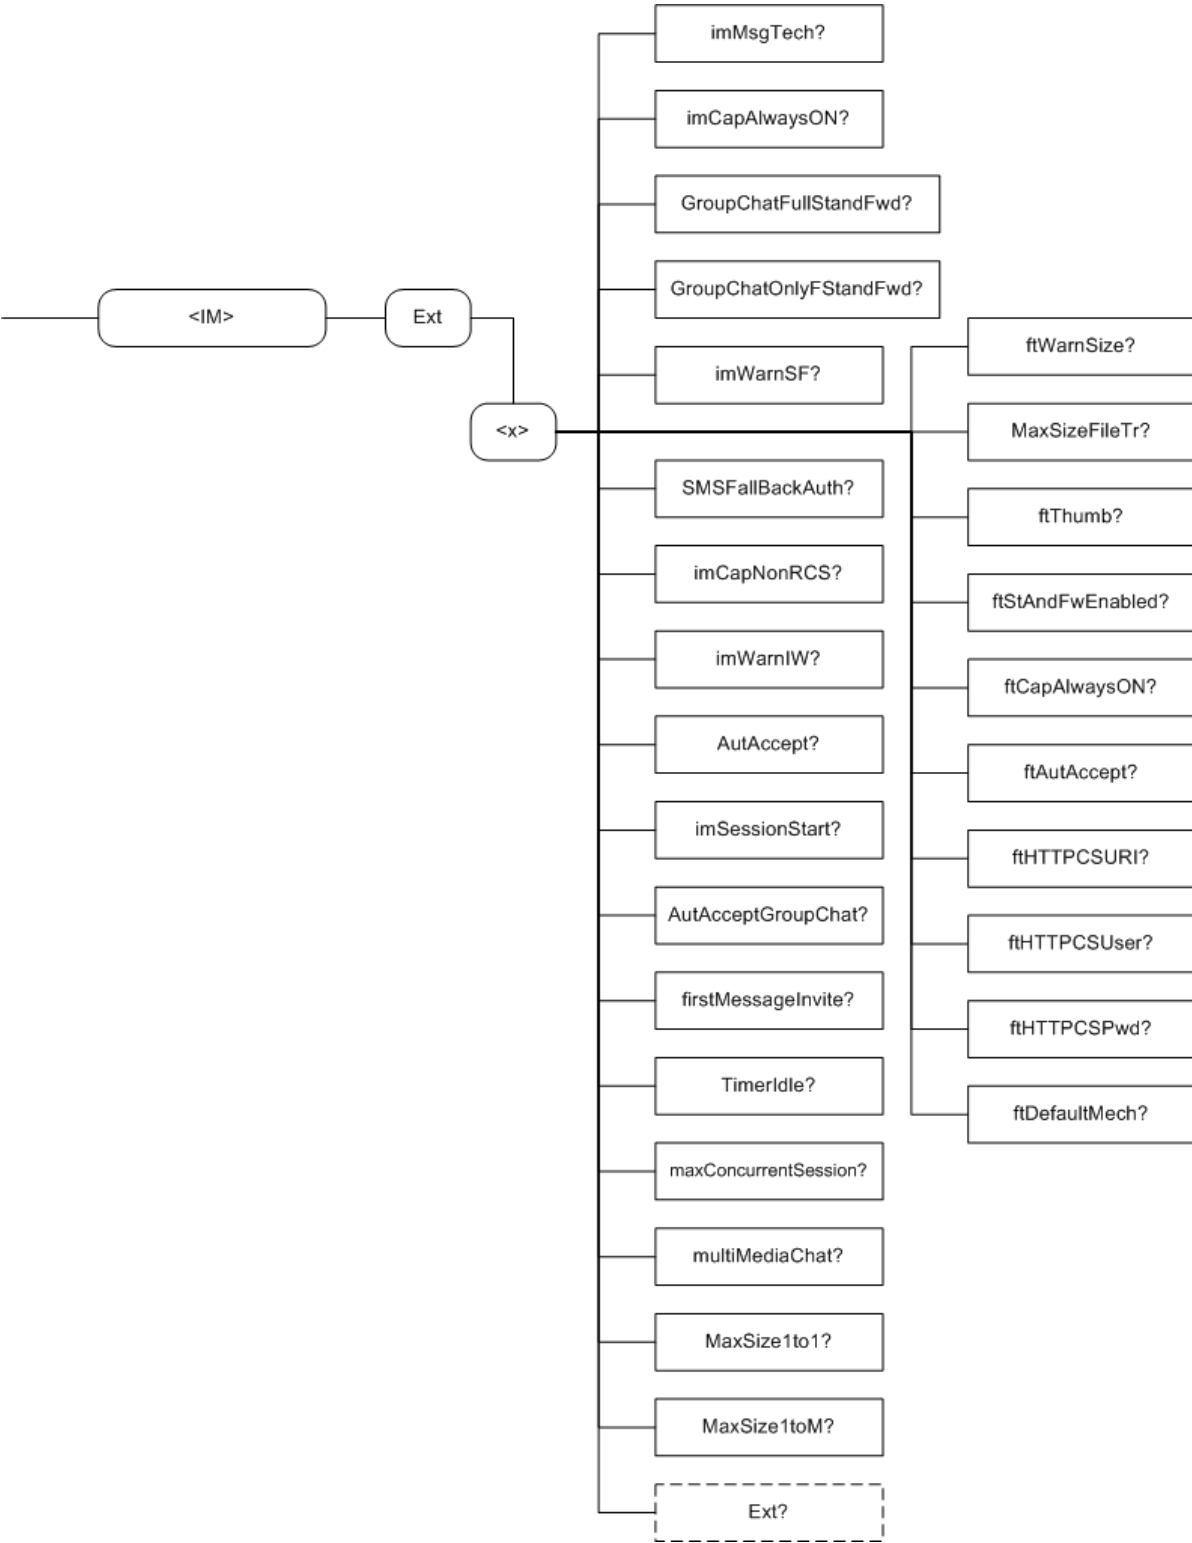 imMsgTech?
imCapAlwaysON?
GroupChatFullStandFwd?
GroupChatOnlyFStandFwd?
<IM>
Ext
imWarnSF?
<x>
SMSFallBackAuth?
imCapNonRCS?
imWarnIW?
AutAccept?
imSessionStart?
AutAcceptGroupChat?
firstMessageInvite?
TimerIdle?
maxConcurrentSession?
multiMediaChat?
MaxSize1to1?
MaxSize1toM?
Ext?
ftWarnSize?
MaxSizeFileTr?
ftThumb?
ftStAndFwEnabled?
ftCapAlwaysON?
ftAutAccept?
ftHTTPCSURI?
ftHTTPCSUser?
ftHTTPCSPwd?
ftDefaultMech?